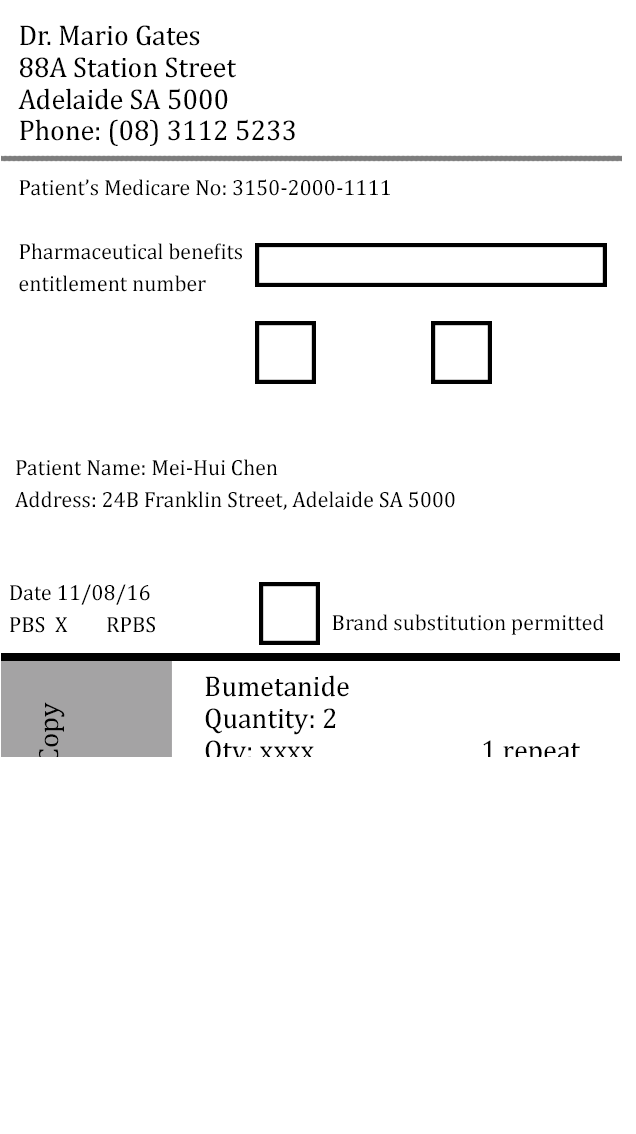 Dr. Mario Gates
88A Station Street
Adelaide SA 5000
Phone: (08) 3112 5233
Patient’s Medicare No: 3150-2000-1111
Pharmaceutical benefits
entitlement number
Patient Name: Mei-Hui Chen
Address: 24B Franklin Street, Adelaide SA 5000
Date 11/08/16
PBS X RPBS
Brand substitution permitted
Copy
Bumetanide
Quantity: 2
Qty: xxxx 1 repeat